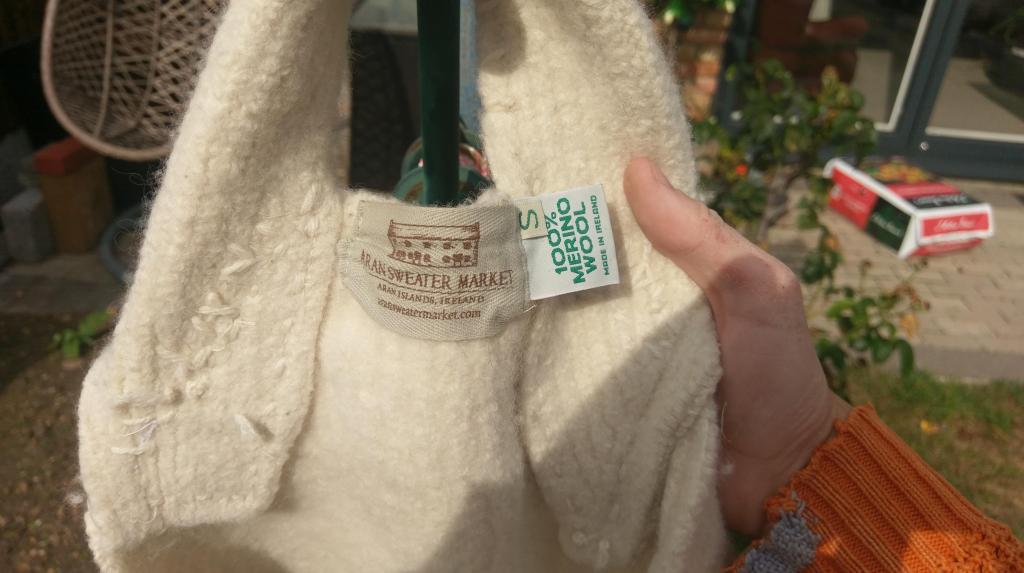 ARAN SWEATER MARKET
ARAN ISLANDS, IRELAND
aransweatermarket.com
S
100%
MERINO
WOOL
MADE IN IRELAND